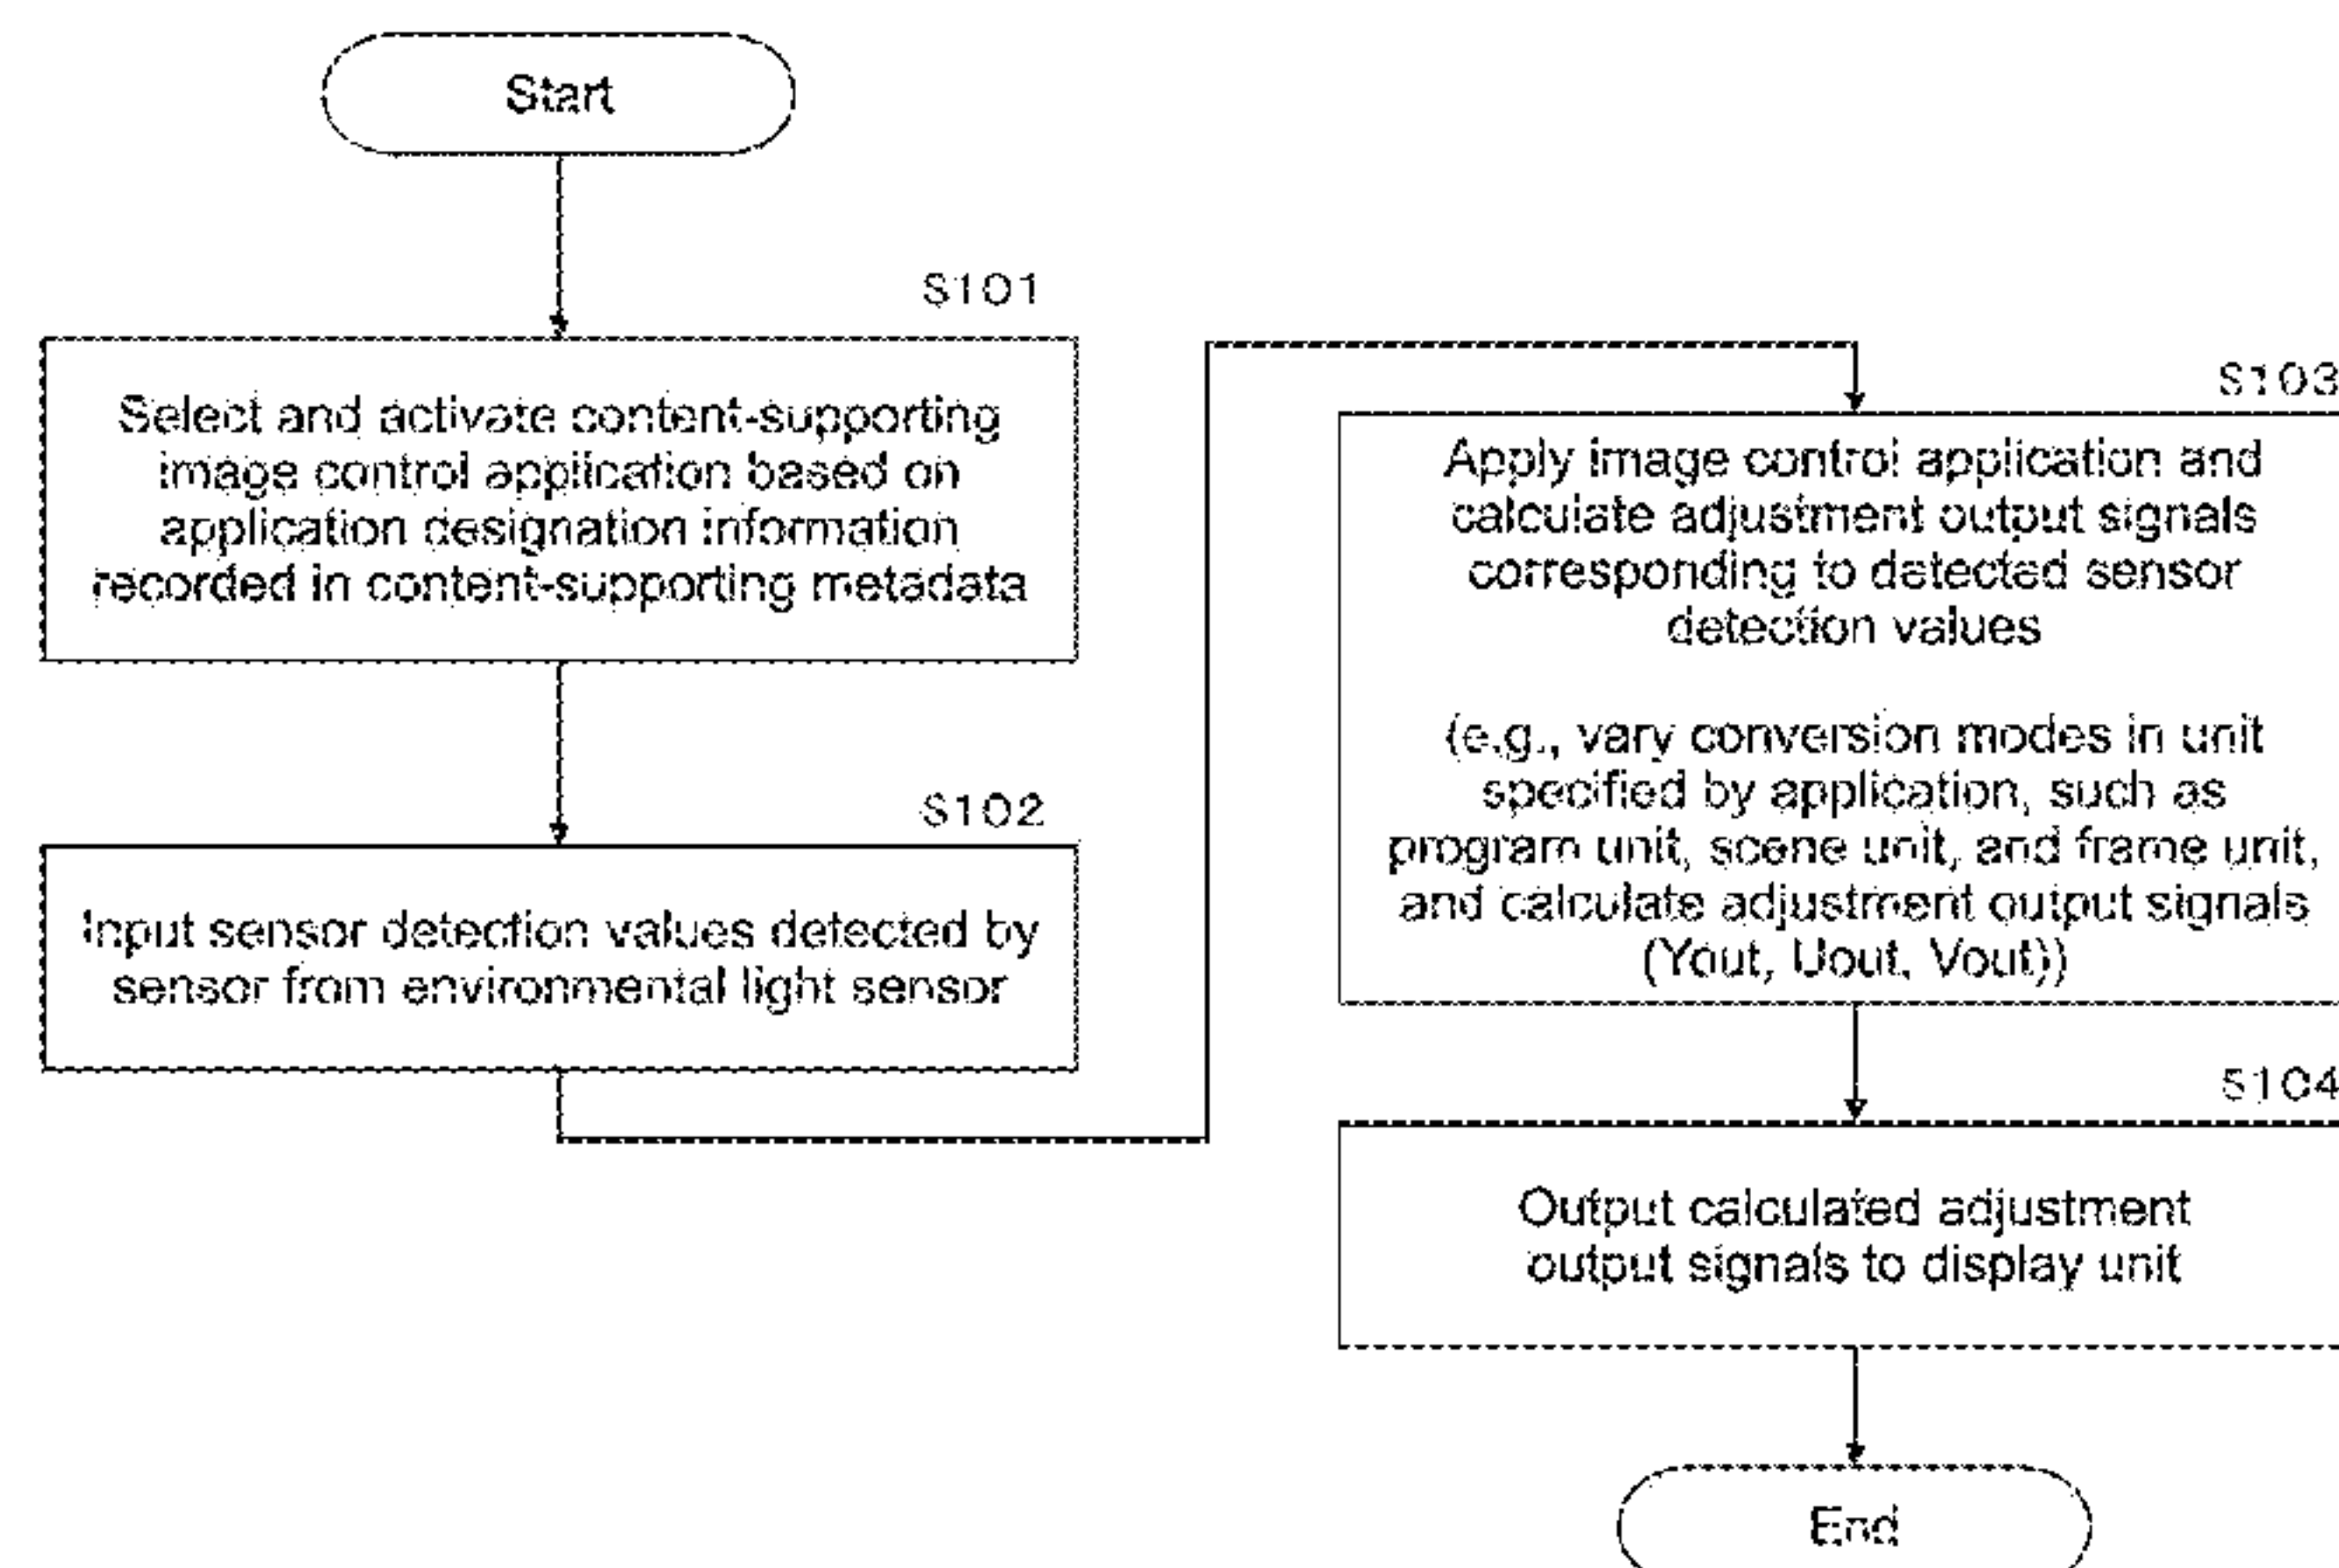 Start
S101
Select and activate content-supporting
image control application based on
application designation information
recorded in content-supporting metadata
S102
Input sensor detection values detected by
sensor from environmental light sensor
S103
Apply image control application and
calculate adjustment output signals
corresponding to detected sensor
detection values
(e.g., vary conversion modes in unit
specified by application, such as
program unit, scene unit, and frame unit,
and calculate adjustment output signals
(Yout, Uout, Vout))
S104
Output calculated adjustment
output signals to display unit
End